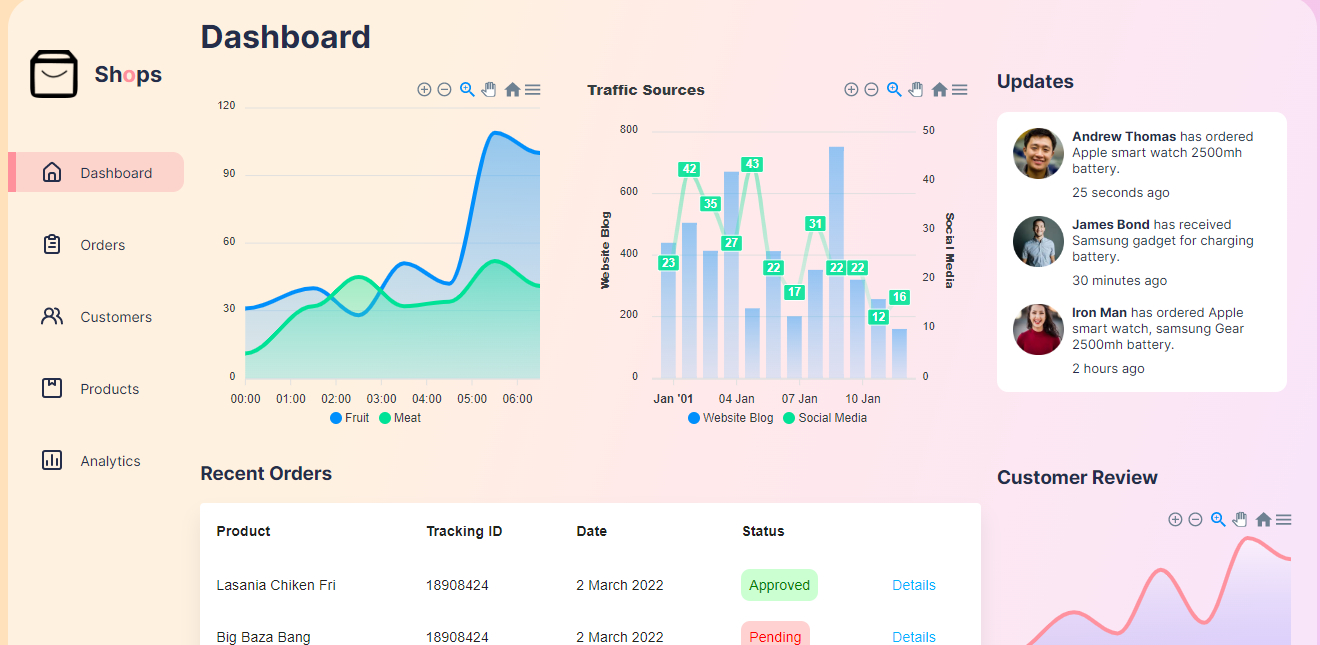 Dashboard
Shops
Dashboard
Orders
Customers
Products
Analytics
120
90
60
30
0
00:00 01:00 02:00 03:00 04:00 05:00 06:00
Fruit Meat
Traffic Sources
800
600
400
200
0
Website Blog
23 42 35 27 43 22 17 31 22 22 12 16
50
40
30
20
10
0
Social Media
Jan '01 04 Jan 07 Jan 10 Jan
Website Blog Social Media
Updates
Andrew Thomas has ordered
Apple smart watch 2500mh
battery.
25 seconds ago
James Bond has received
Samsung gadget for charging
battery.
30 minutes ago
Iron Man has ordered Apple
smart watch, samsung Gear
2500mh battery.
2 hours ago
Recent Orders
Product Tracking ID Date Status
Lasania Chiken Fri 18908424 2 March 2022 Approved Details
Big Baza Bang 18908424 2 March 2022 Pending Details
Customer Review